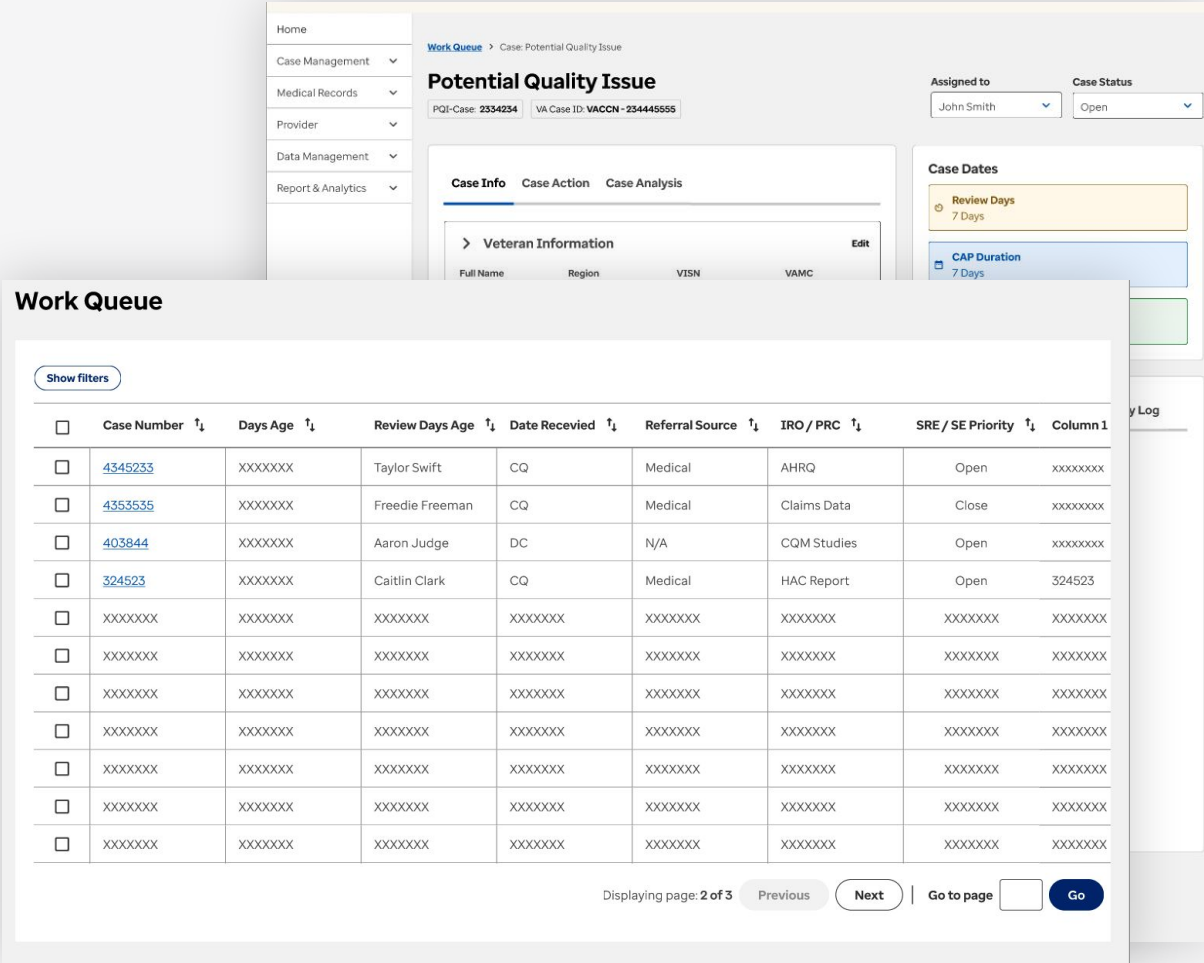 Home
Case Management
Medical Records
Provider
Data Management
Report & Analytics
Work Queue > Case: Potential Quality Issue
Potential Quality Issue
PQI-Case: 2334234 VA Case ID: VACCN - 234445555
Assigned to Case Status
John Smith Open
Case Info Case Action Case Analysis
Veteran Information Edit
Full Name Region VISN VAMC
Case Dates
Review Days
7 Days
CAP Duration
7 Days
y Log
Work Queue
Show filters
Case Number Days Age Review Days Age Date Recevied Referral Source IRO / PRC SRE / SE Priority Column 1
4345233 XXXXXXX Taylor Swift CQ Medical AHRQ Open xxxxxxxx
4353535 XXXXXXX Freedie Freeman CQ Medical Claims Data Close xxxxxxxx
403844 XXXXXXX Aaron Judge DC N/A CQM Studies Open xxxxxxxx
324523 XXXXXXX Caitlin Clark CQ Medical HAC Report Open 324523
XXXXXXX XXXXXXX XXXXXXX XXXXXXX XXXXXXX XXXXXXX XXXXXXX XXXXXXX
XXXXXXX XXXXXXX XXXXXXX XXXXXXX XXXXXXX XXXXXXX XXXXXXX XXXXXXX
XXXXXXX XXXXXXX XXXXXXX XXXXXXX XXXXXXX XXXXXXX XXXXXXX XXXXXXX
XXXXXXX XXXXXXX XXXXXXX XXXXXXX XXXXXXX XXXXXXX XXXXXXX XXXXXXX
XXXXXXX XXXXXXX XXXXXXX XXXXXXX XXXXXXX XXXXXXX XXXXXXX XXXXXXX
XXXXXXX XXXXXXX XXXXXXX XXXXXXX XXXXXXX XXXXXXX XXXXXXX XXXXXXX
XXXXXXX XXXXXXX XXXXXXX XXXXXXX XXXXXXX XXXXXXX XXXXXXX XXXXXXX
Displaying page: 2 of 3 Previous Next | Go to page Go